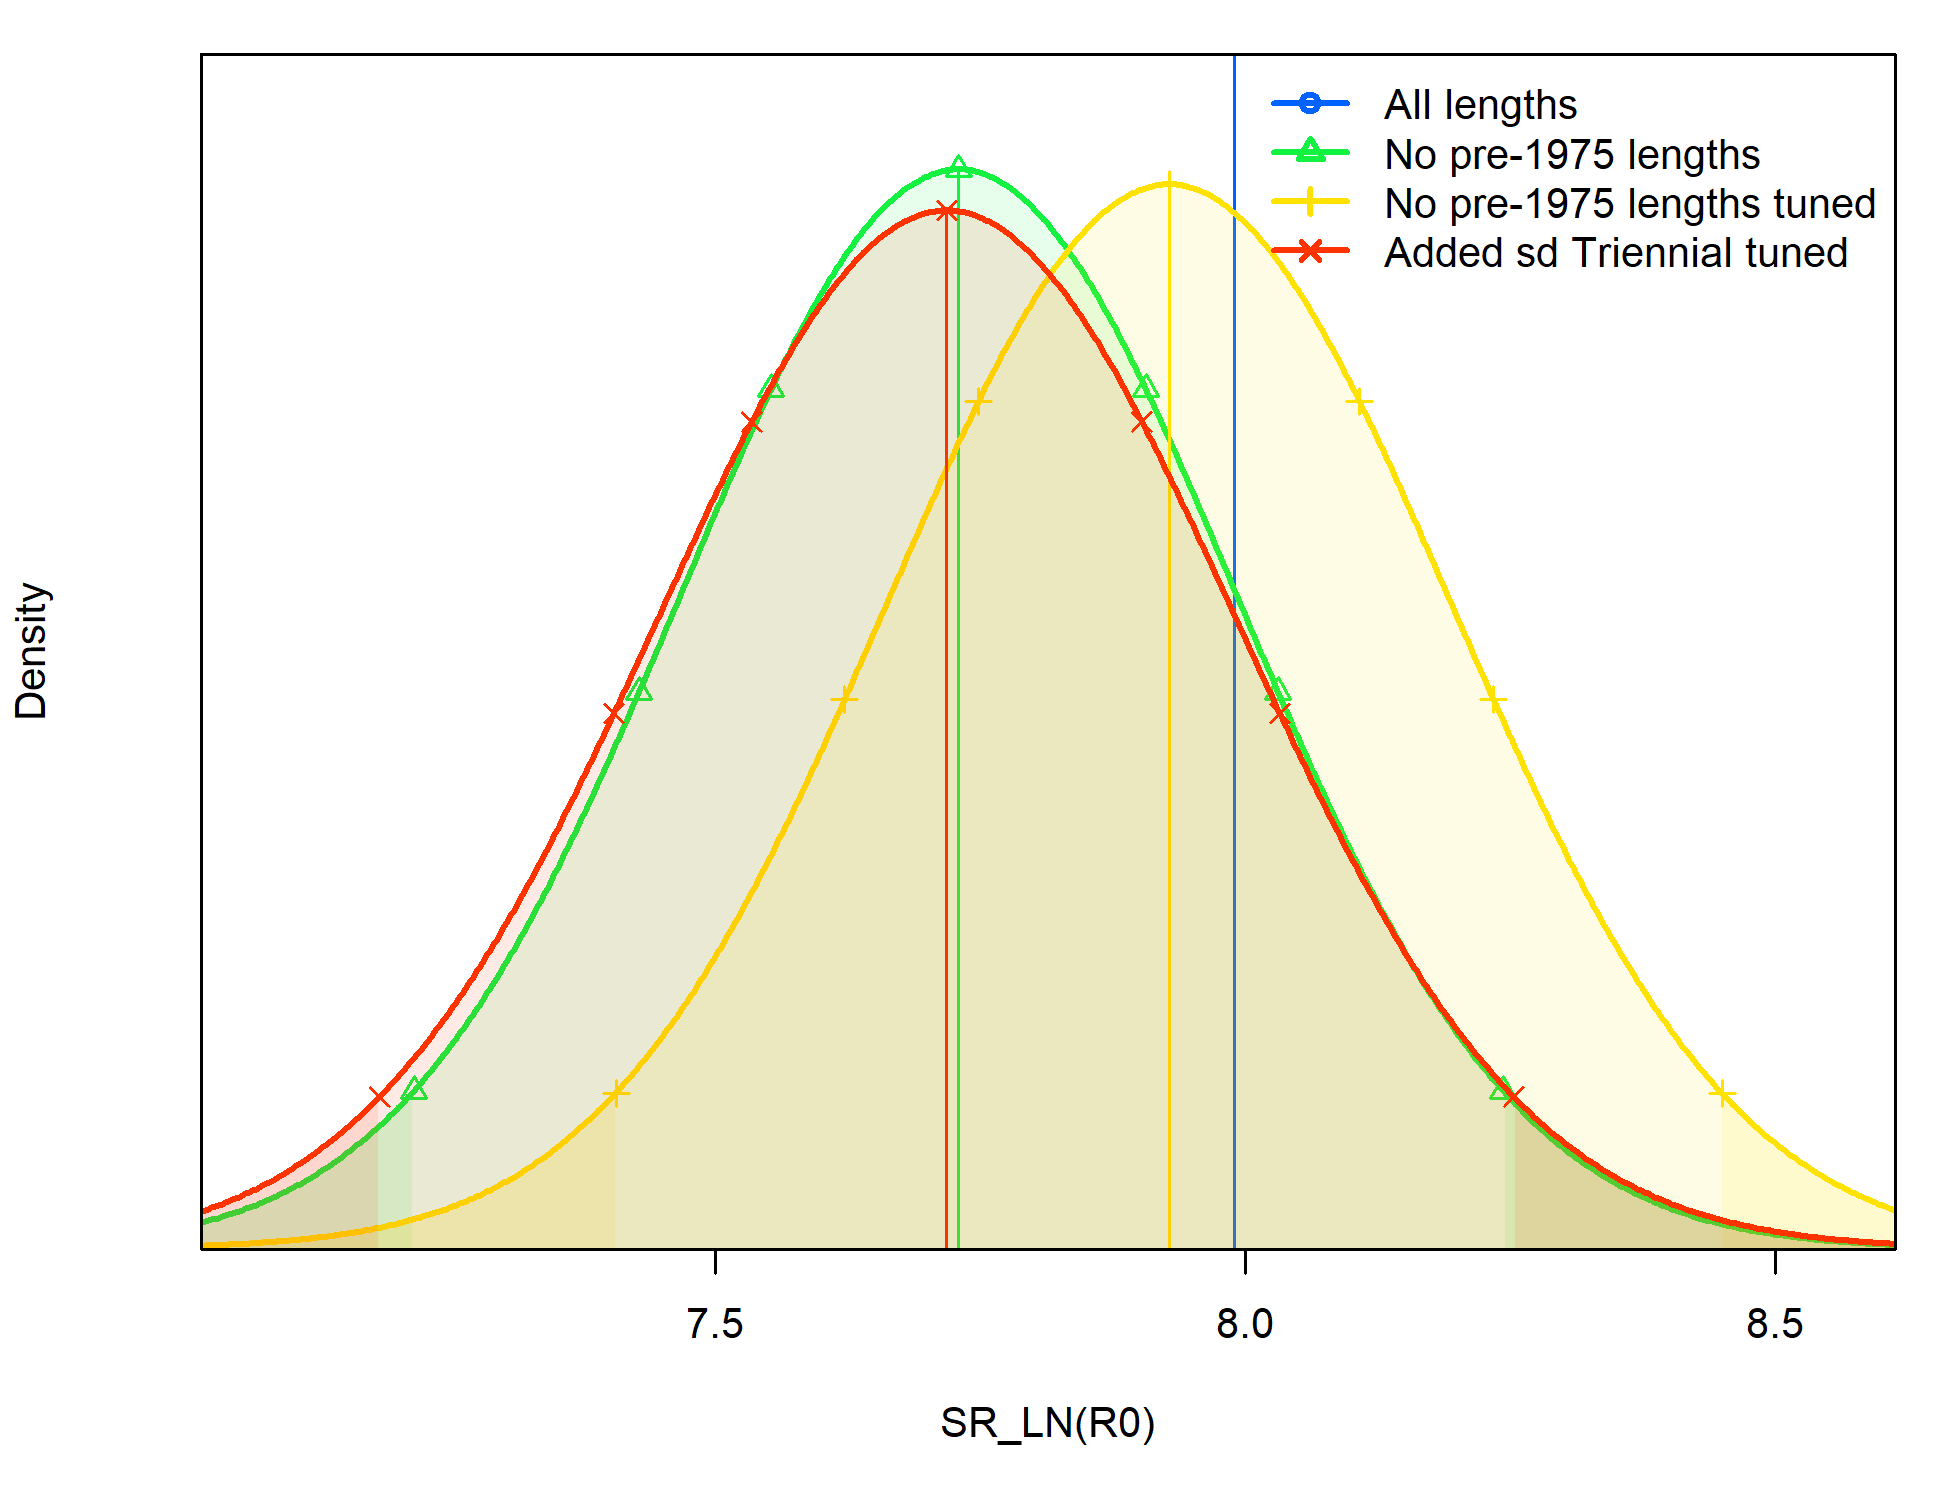 All lengths
No pre-1975 lengths
No pre-1975 lengths tuned
Added sd Triennial tuned
Density
7.5
8.0
8.5
SR_LN(R0)